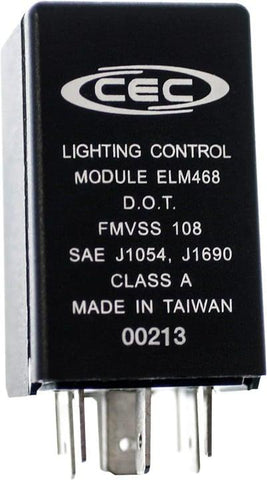 CEC
LIGHTING CONTROL
MODULE ELM468
D.O.T.
FMVSS 108
SAE J1054, J1690
CLASS A
MADE IN TAIWAN
00213